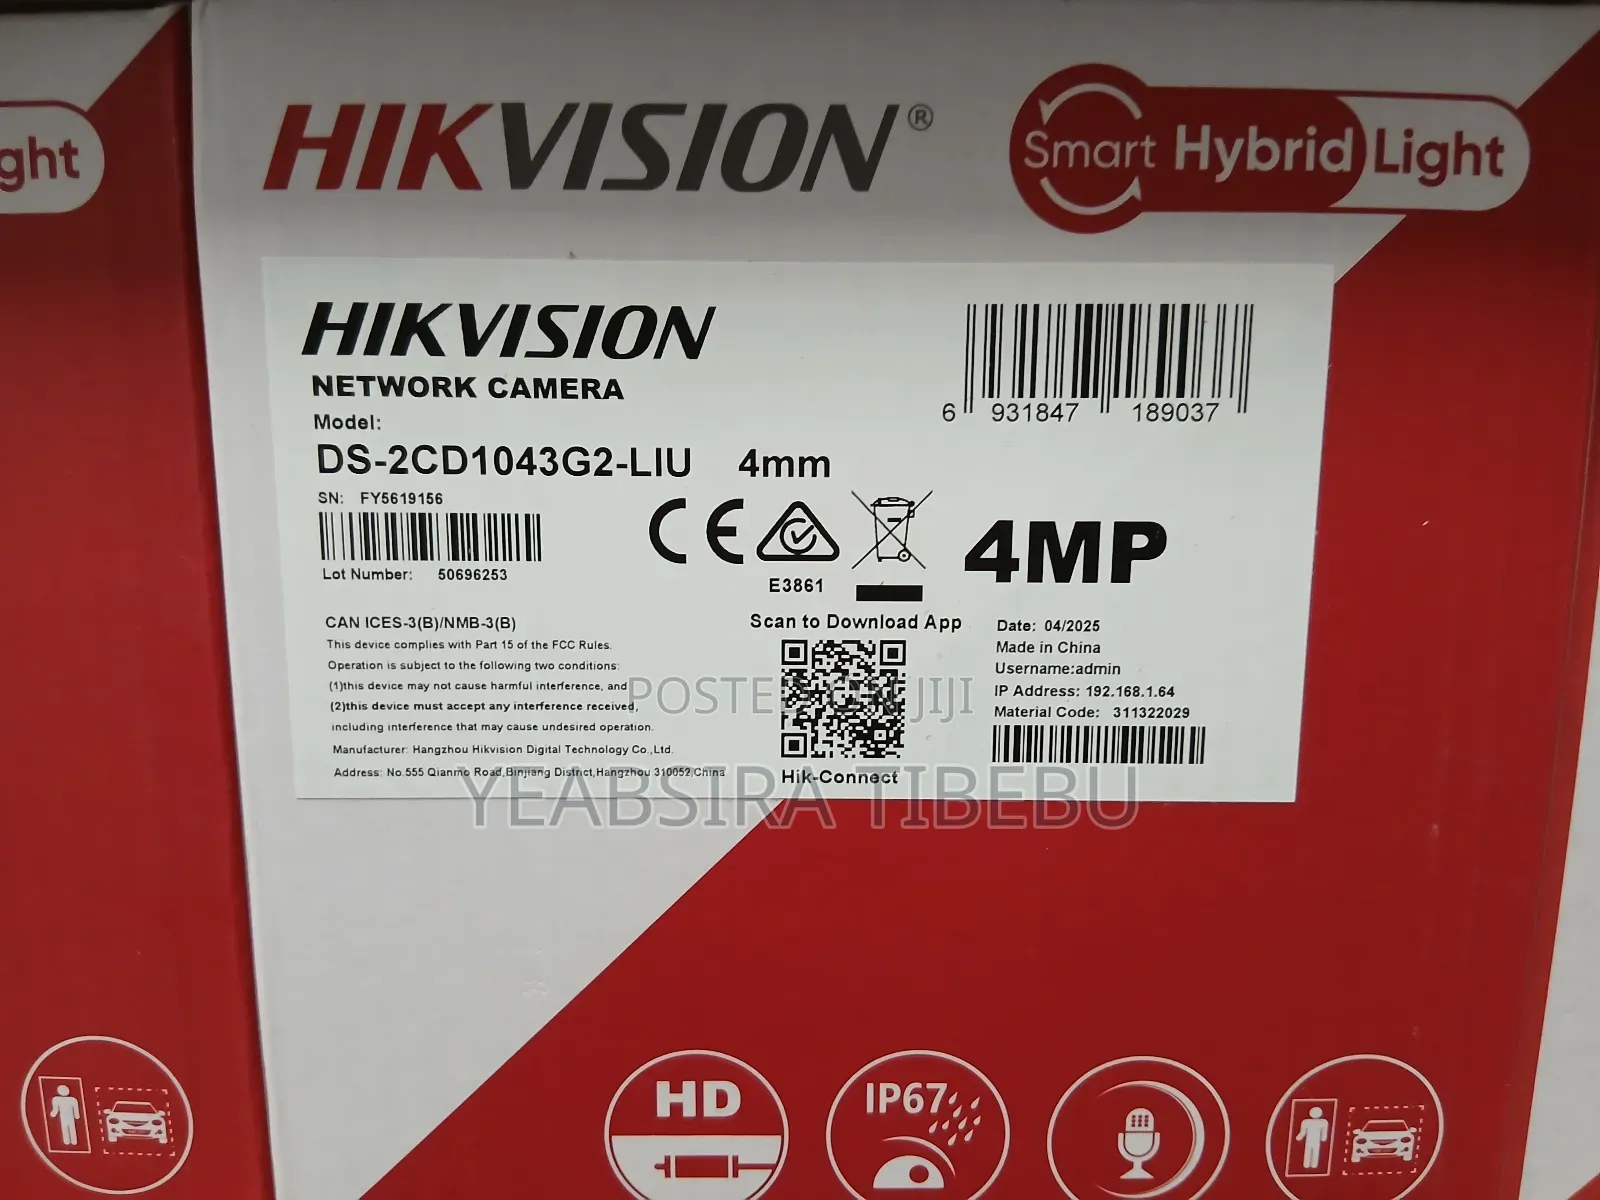 ght
HIKVISION®
Smart Hybrid Light
HIKVISION
NETWORK CAMERA
Model:
DS-2CD1043G2-LIU 4mm
SN: FY5619156
Lot Number: 50696253
6 931847 189037
E3861
4MP
CAN ICES-3(B)/NMB-3(B)
This device complies with Part 15 of the FCC Rules.
Operation is subject to the following two conditions:
(1)this device may not cause harmful interference, and
(2)this device must accept any interference received,
including interference that may cause undesired operation.
Manufacturer: Hangzhou Hikvision Digital Technology Co.,Ltd.
Address: No.555 Qianmo Road,Binjiang District,Hangzhou 310052,China
Scan to Download App
Hik-Connect
Date: 04/2025
Made in China
Username:admin
IP Address: 192.168.1.64
Material Code: 311322029
POSTED ON JIJI
YEABSIRA TIBEBU
HD
IP67